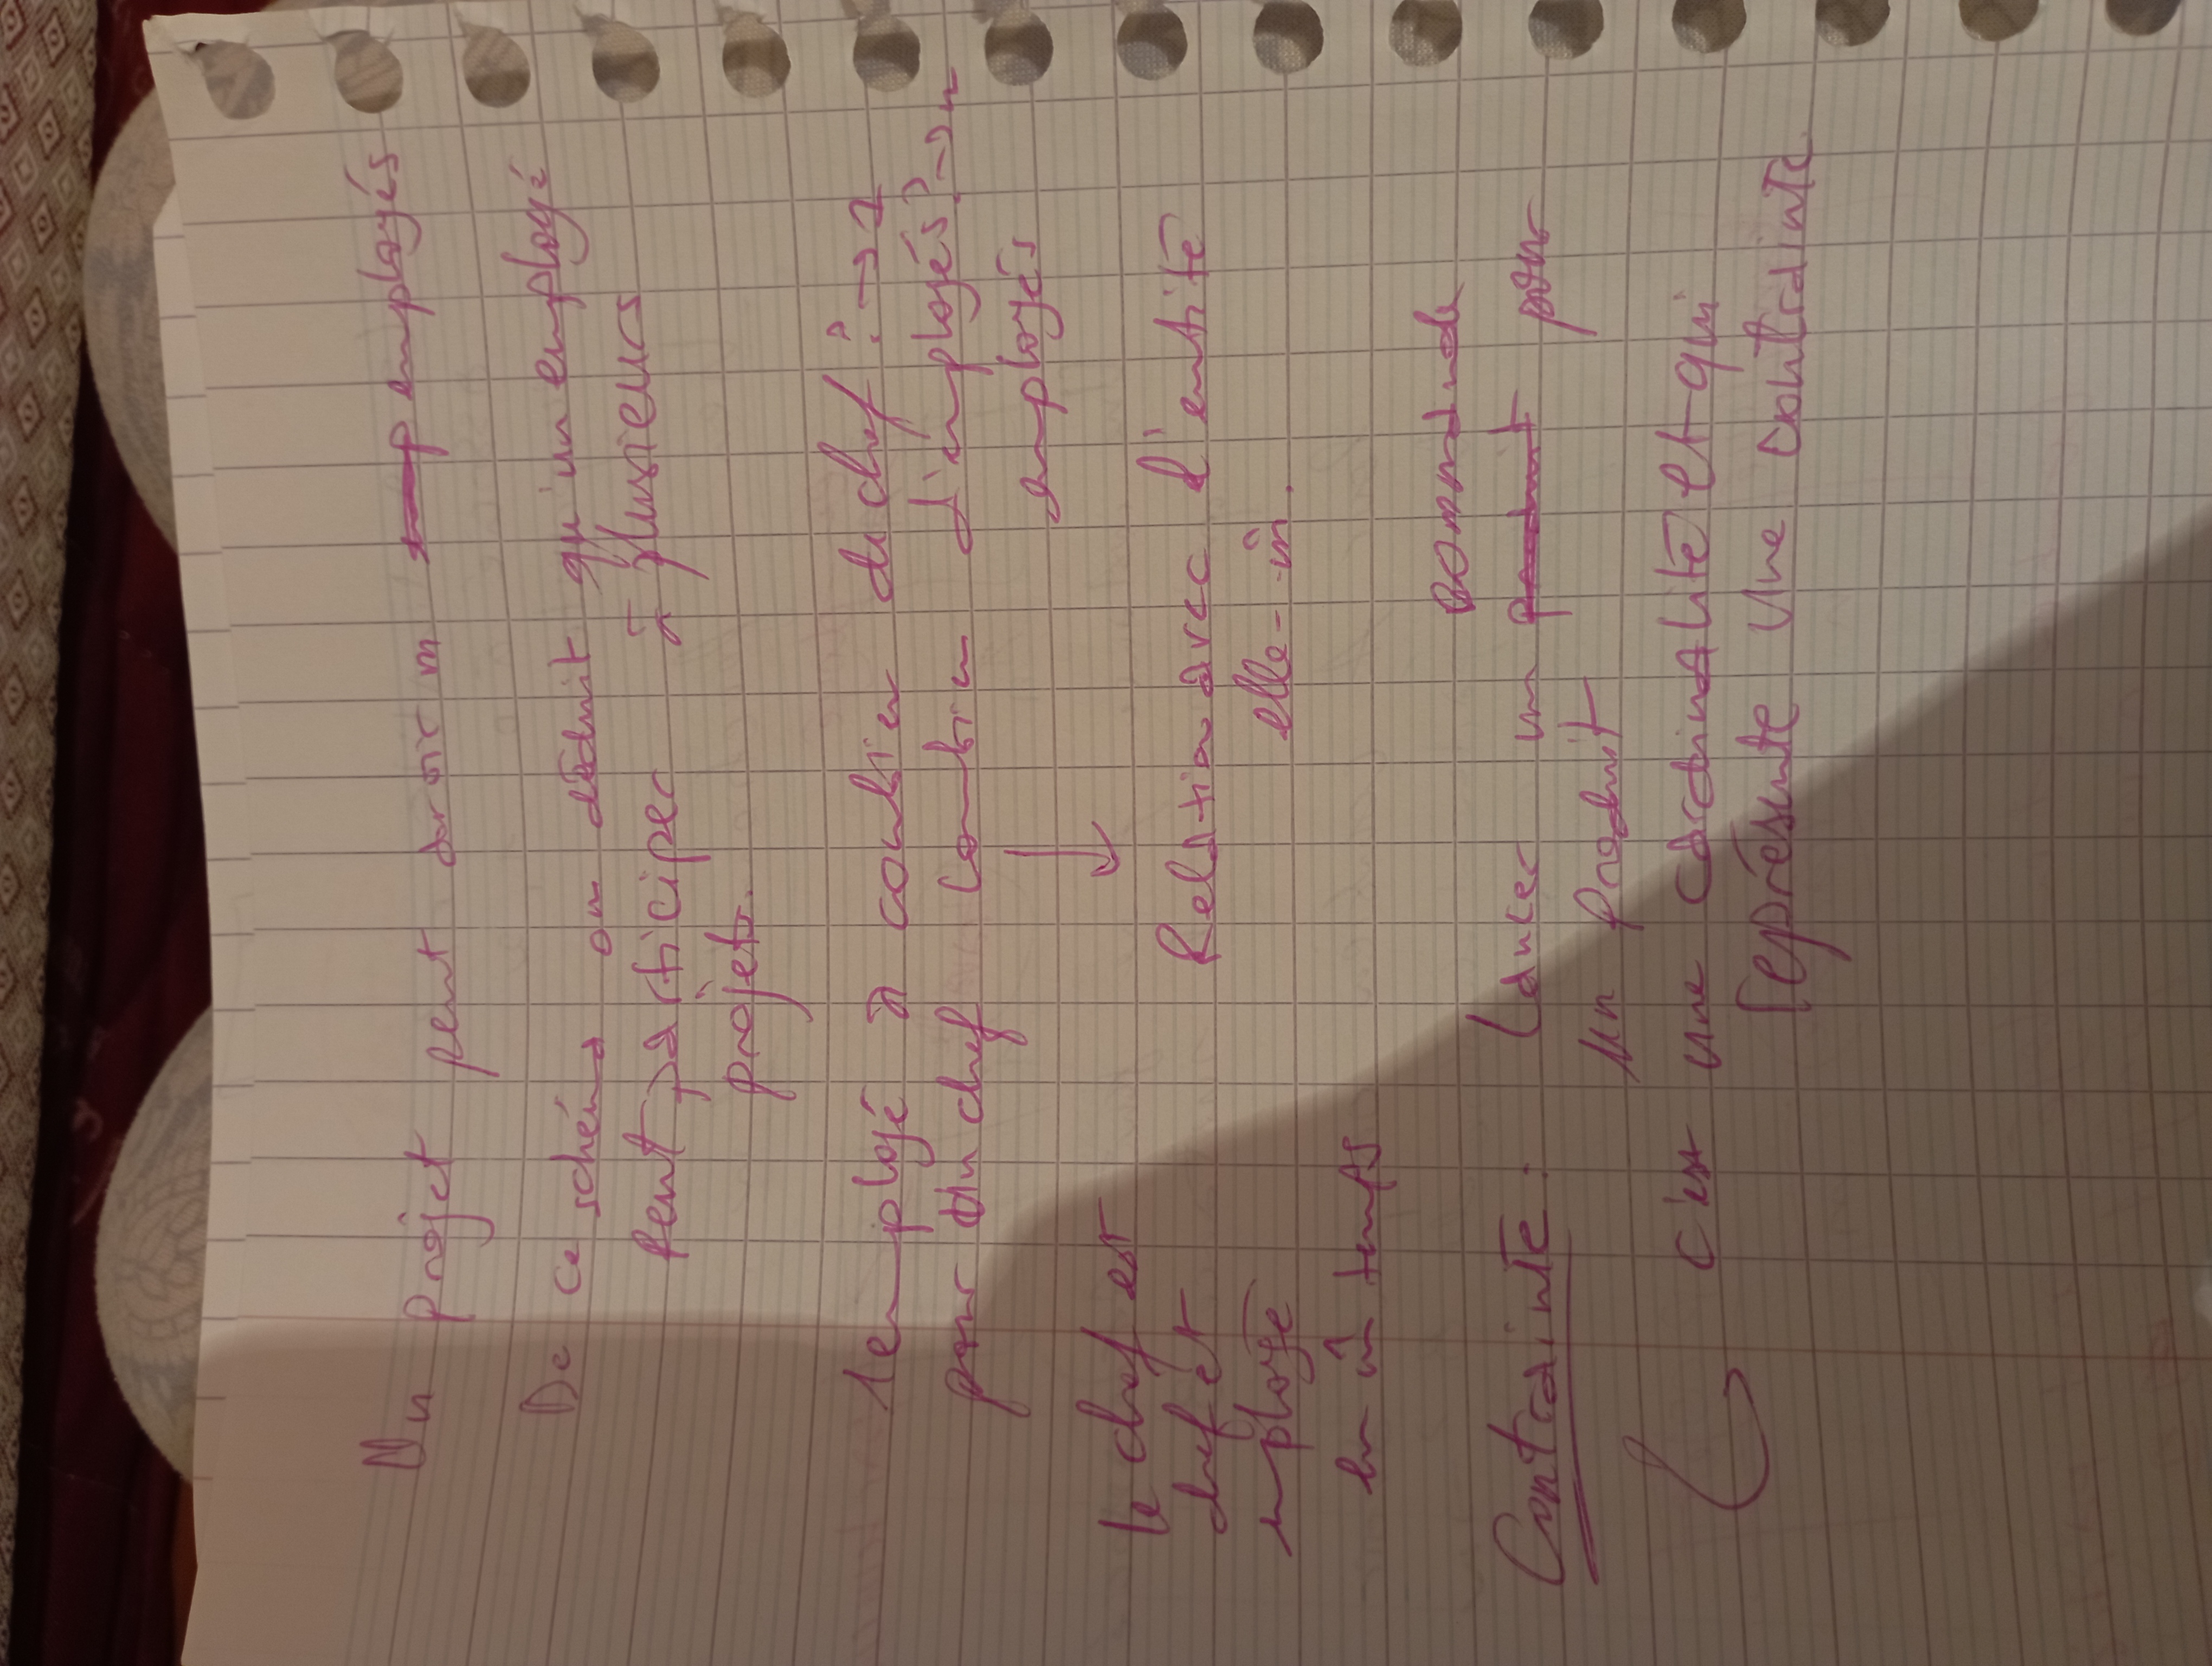 Un projet peut avoir m employés
De ce schéma on déduit qu'un employé
peut participer à plusieurs
projets.
1 employé à combien de chef ? → 1
pour Un chef Combien d'employés ? → n
employés
le chef est
chef et
employé
en m̂ temps
Relation avec l'entité
elle-m̂.
commande
Contrainte : Lancer un produit pour
un Produit
c'est une cardinalité et qui
représente une contrainte